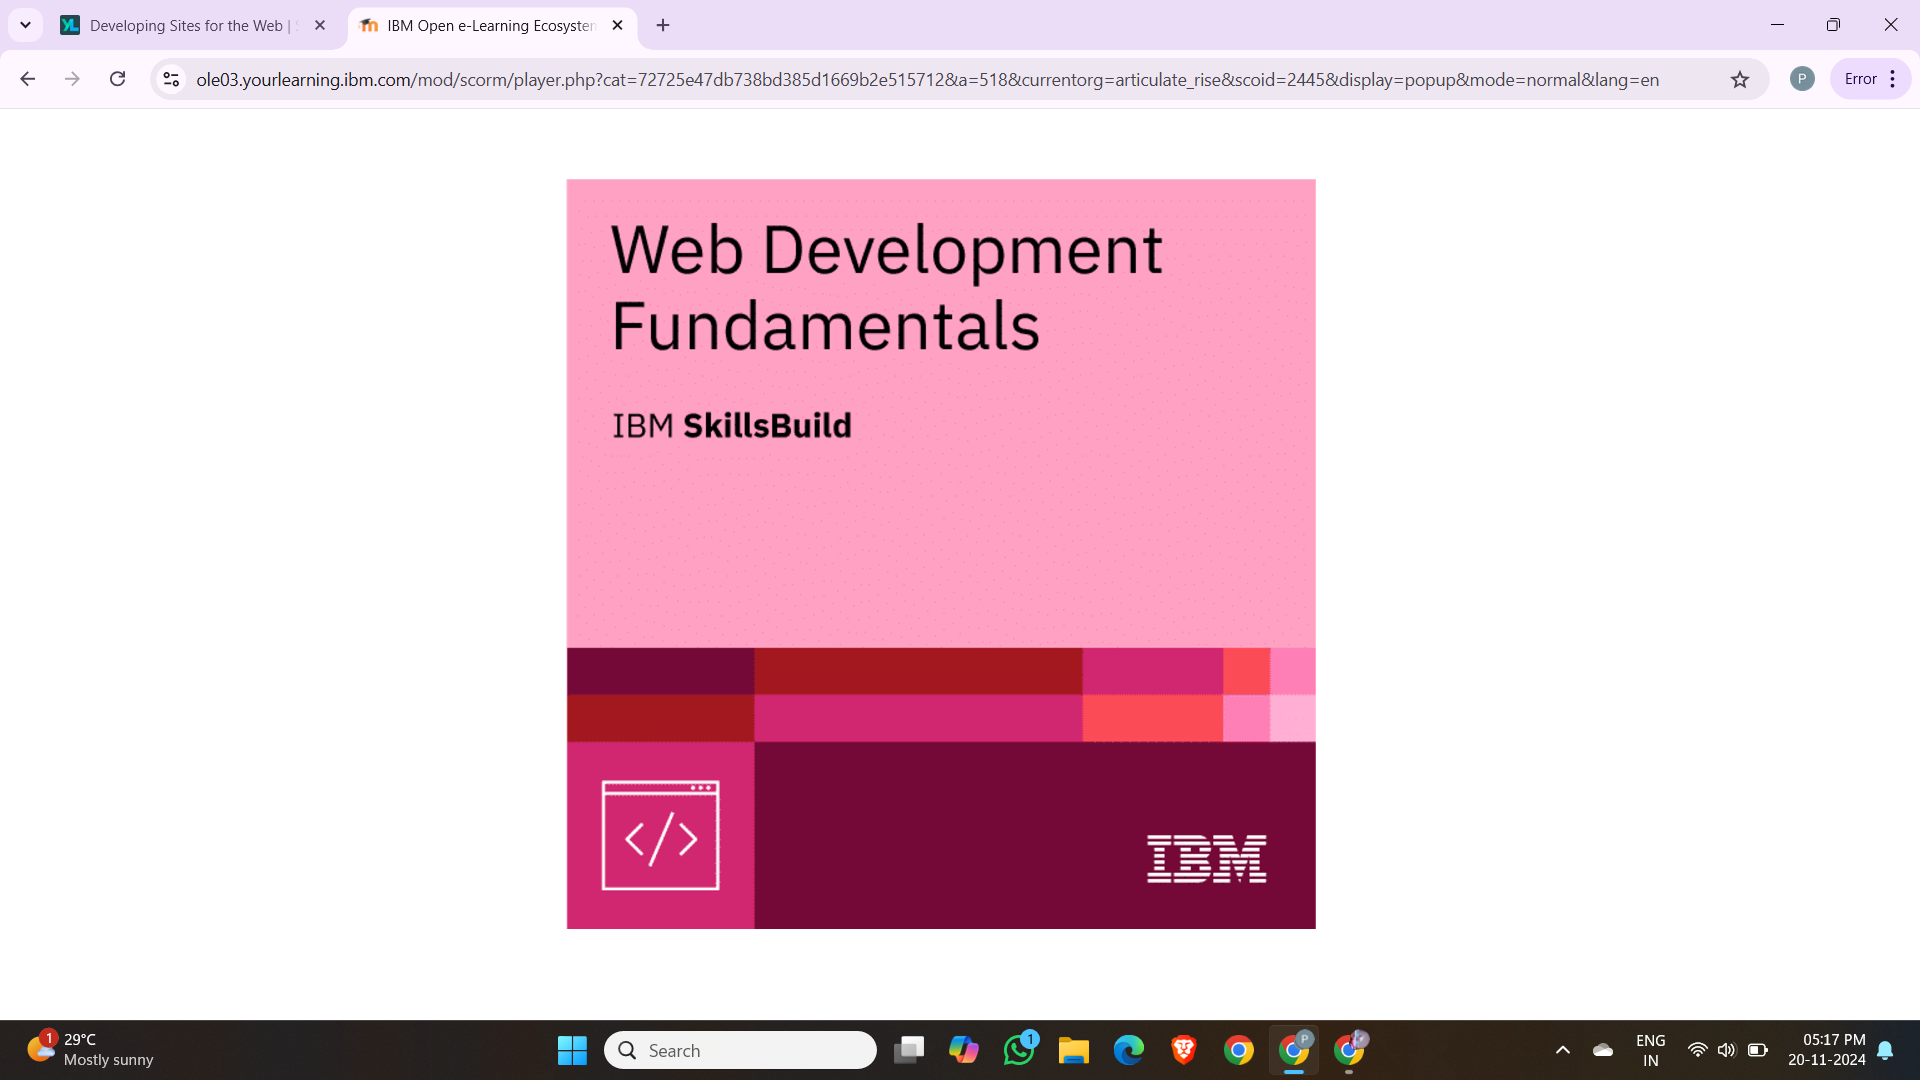 Developing Sites for the Web |
IBM Open e-Learning Ecosystem
ole03.yourlearning.ibm.com/mod/scorm/player.php?cat=72725e47db738bd385d1669b2e515712&a=518&currentorg=articulate_rise&scoid=2445&display=popup&mode=normal&lang=en
P
Error
Web Development
Fundamentals
IBM SkillsBuild
</>
IBM
1
29°C
Mostly sunny
Search
1
P
ENG
IN
05:17 PM
20-11-2024